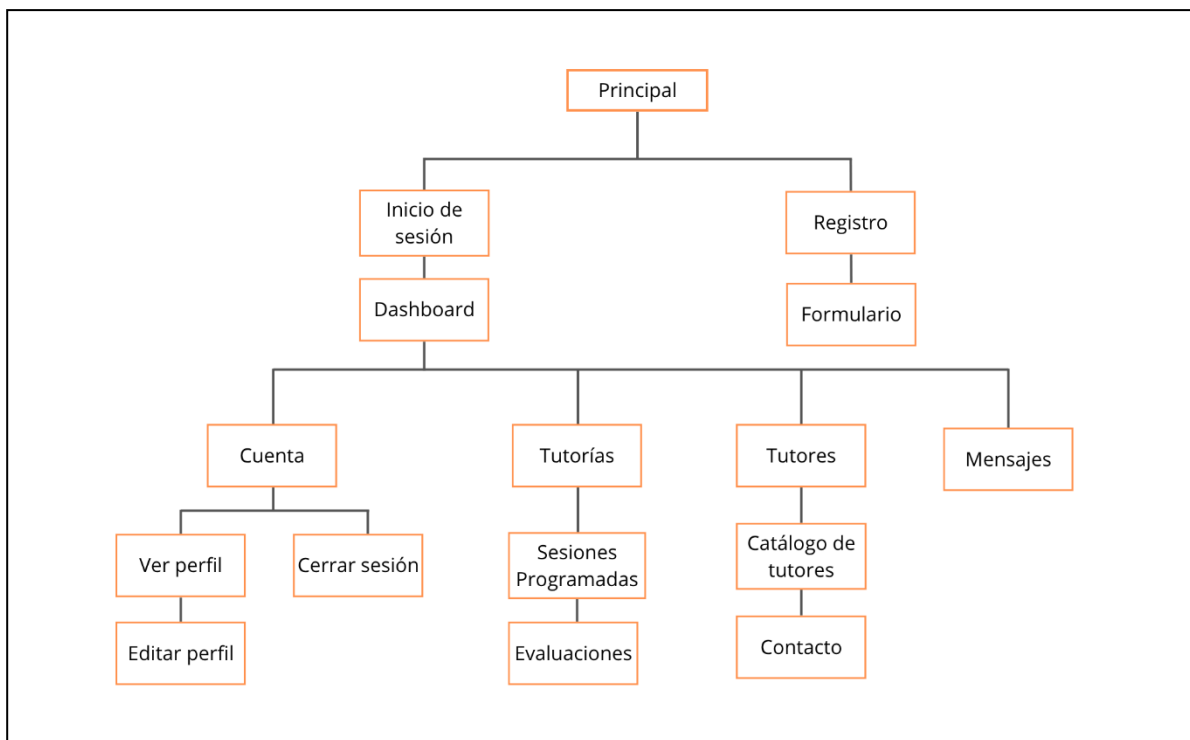 Principal
Inicio de
sesión
Registro
Dashboard
Formulario
Cuenta
Tutorías
Tutores
Mensajes
Ver perfil
Cerrar sesión
Sesiones
Programadas
Catálogo de
tutores
Editar perfil
Evaluaciones
Contacto